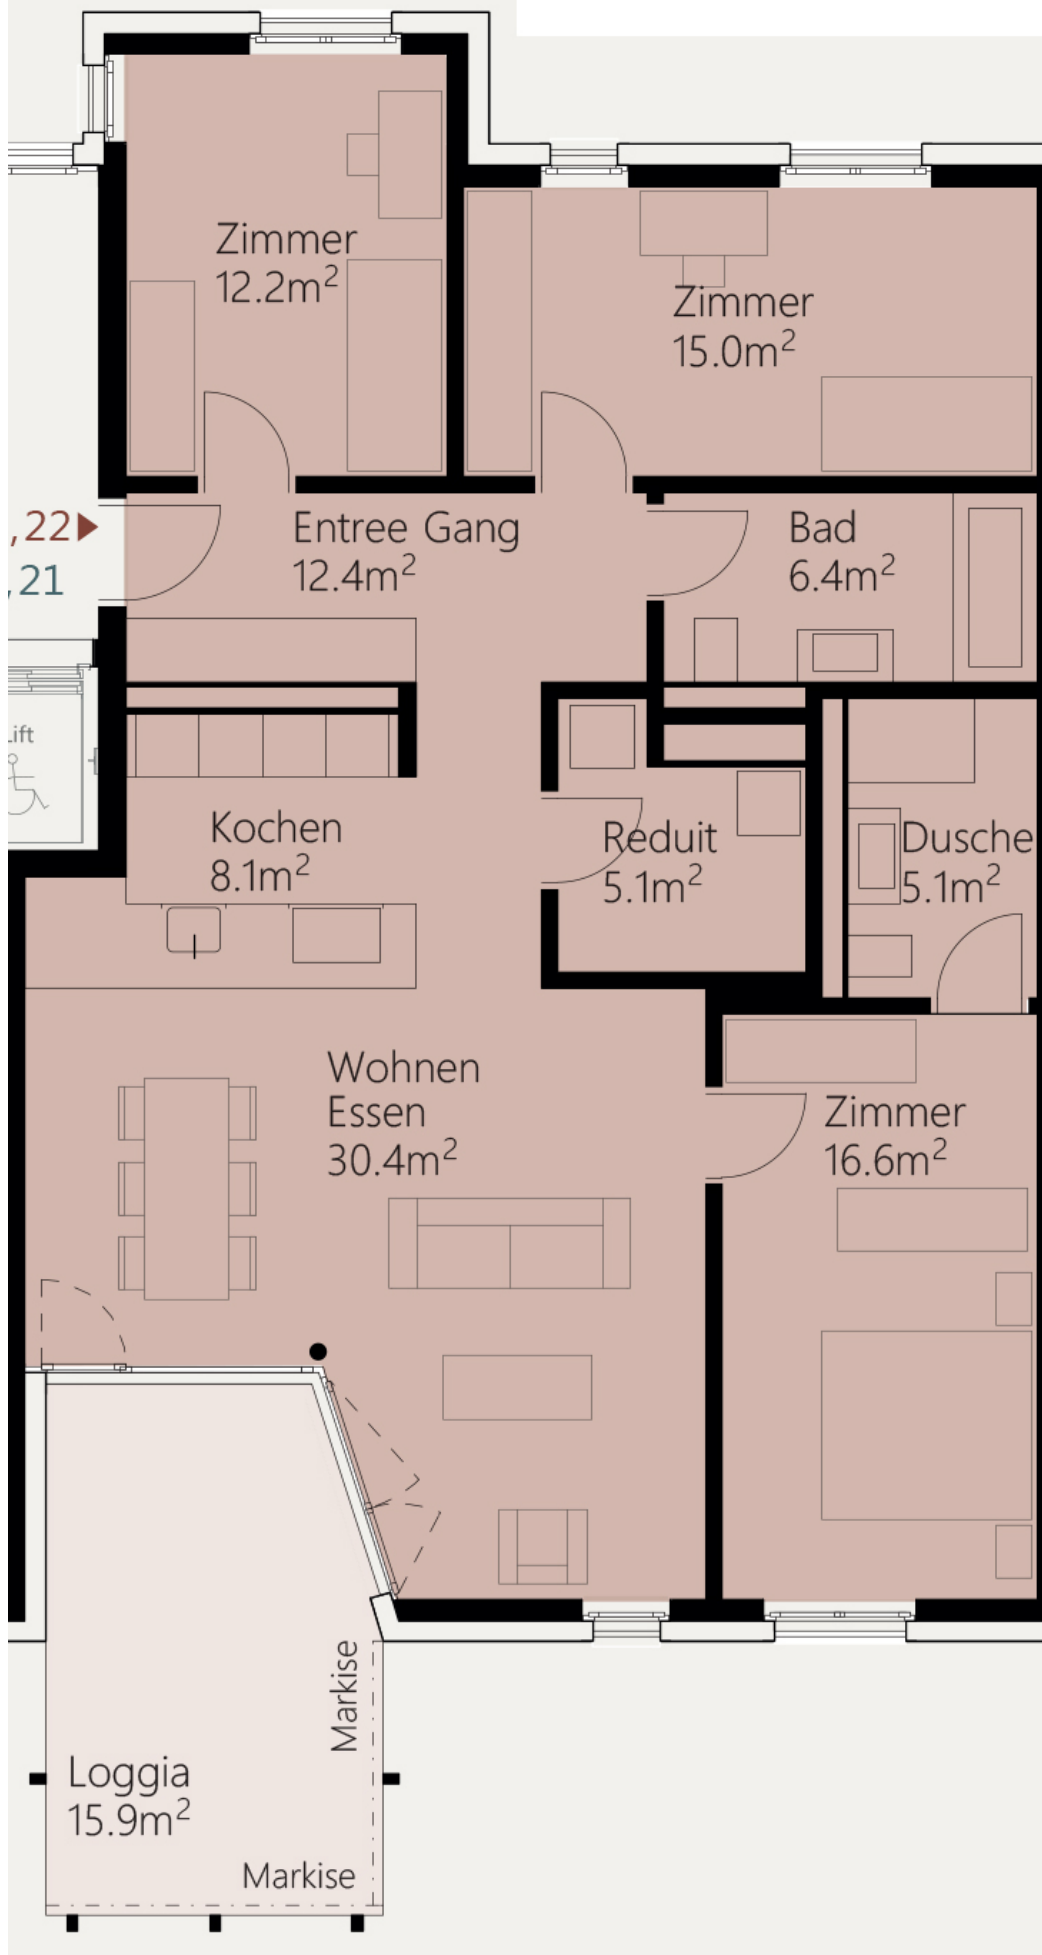 Zimmer
12.2m²
Zimmer
15.0m²
,22
,21
Entree Gang
12.4m²
Bad
6.4m²
Lift
Kochen
8.1m²
Reduit
5.1m²
Dusche
5.1m²
Wohnen
Essen
30.4m²
Zimmer
16.6m²
Markise
Loggia
15.9m²
Markise